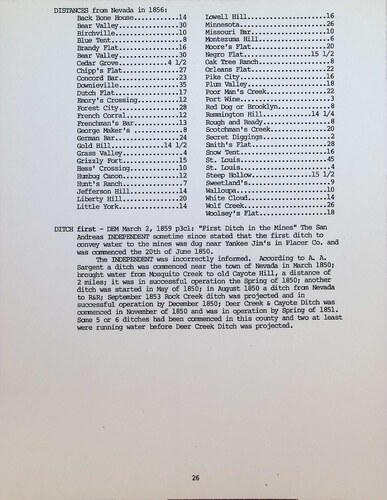 DISTANCES from Nevada in 1856:
Back Bone House......14
Bear Valley..........30
Birchville...........10
Blue Tent.............8
Brandy Flat..........16
Bear Valley..........30
Cedar Grove.......4 1/2
Chipp's Flat.........27
Concord Bar..........23
Downieville..........35
Dutch Flat...........17
Emory's Crossing.....12
Forest City..........28
French Corral........12
Frenchman's Bar......13
George Maker's........8
German Bar...........24
Gold Hill........14 1/2
Grass Valley..........4
Grizzly Fort.........15
Hess' Crossing.......10
Humbug Canon.........12
Hunt's Ranch..........7
Jefferson Hill.......14
Liberty Hill.........20
Little York..........14
Lowell Hill................16
Minnesota..................26
Missouri Bar...............10
Montezuma Hill..............6
Moore's Flat...............20
Negro Flat.............15 1/2
Oak Tree Ranch..............8
Orleans Flat...............22
Pike City..................16
Plum Valley................18
Poor Man's Creek...........22
Port Wine...................3
Red Dog or Brooklyn.........8
Remmington Hill........14 1/4
Rough and Ready.............8
Scotchman's Creek..........20
Secret Diggings.............2
Smith's Flat...............28
Snow Tent..................16
St. Louis..................45
St. Louis...................4
Steep Hollow...........15 1/2
Sweetland's.................9
Walloupa...................10
White Cloud................14
Wolf Creek.................26
Woolsey's Flat.............18
DITCH first - DEM March 2, 1859 p3c1: "First Ditch in the Mines" The San
Andreas INDEPENDENT sometime since stated that the first ditch to
convey water to the mines was dug near Yankee Jim's in Placer Co. and
was commenced the 20th of June 1850.
The INDEPENDENT was incorrectly informed. According to A. A.
Sargent a ditch was commenced near the town of Nevada in March 1850;
brought water from Mosquito Creek to old Coyote Hill, a distance of
2 miles; it was in successful operation the Spring of 1850; another
ditch was started in May of 1850; in August 1850 a ditch from Nevada
to R&R; September 1853 Rock Creek ditch was projected and in
successful operation by December 1850; Deer Creek & Cayote Ditch was
commenced in November of 1850 and was in operation by Spring of 1851.
Some 5 or 6 ditches had been commenced in this county and two at least
were running water before Deer Creek Ditch was projected.
26